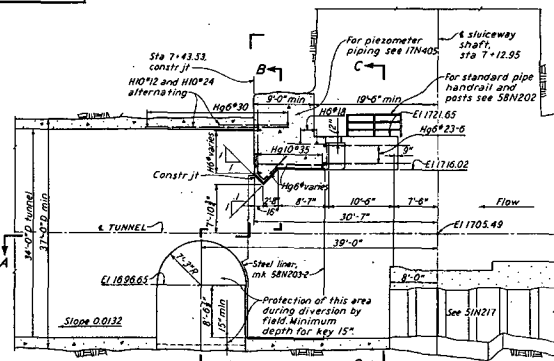 ℄ sluiceway
shaft,
sta 7+12.95
For piezometer
piping see 17N405
Sta 7+43.53,
constr jt
B
C
H10@12 and H10@24
alternating
For standard pipe
handrail and
posts see 58N202
9'-0" min
19'-6" min
Hg6@30
H6@18
El 1721.65
Hg6@23-6
12"
9"
H6@varies
Hg10@35
El 1716.02
Constr jt
Hg6@varies
34'-0"D tunnel
37'-0"D min
2'-8"
16"
8'-7"
10'-6"
7'-6"
Flow
30'-7"
℄ TUNNEL
El 1705.49
39'-0"
A
Steel liner,
mk 58N203-2
7'-3"R
El 1696.65
8'-0"
Protection of this area
during diversion by
field. Minimum
depth for key 15".
See 51N217
15" min
Slope 0.0132